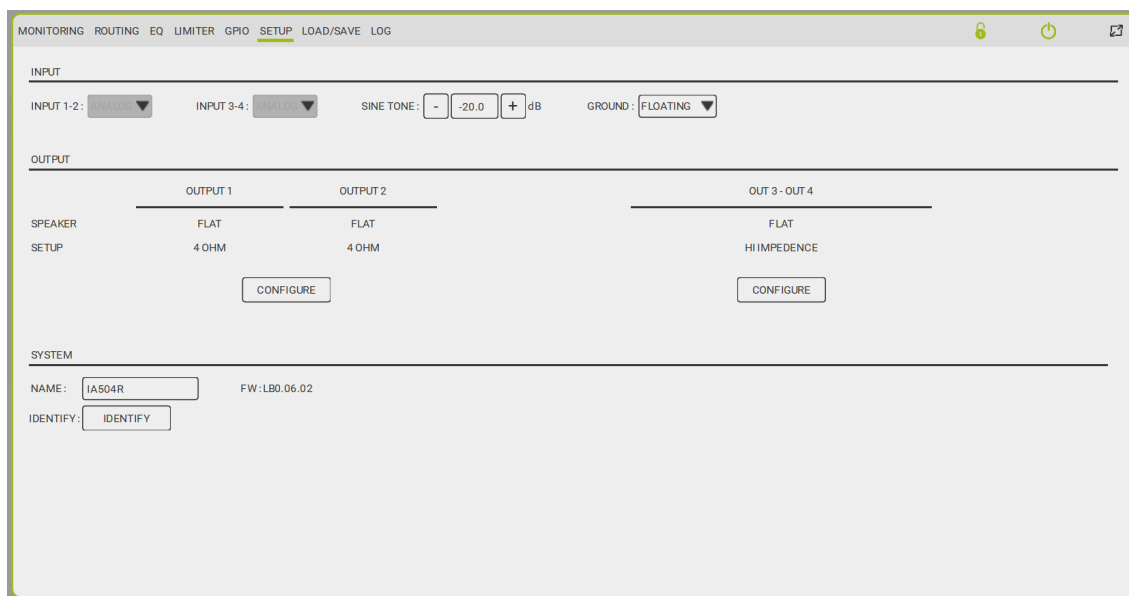 MONITORING ROUTING EQ LIMITER GPIO SETUP LOAD/SAVE LOG
INPUT
INPUT 1-2 : ANALOG INPUT 3-4 : ANALOG SINE TONE : - -20.0 + dB GROUND : FLOATING
OUTPUT
OUTPUT 1 OUTPUT 2 OUT 3 - OUT 4
SPEAKER FLAT FLAT FLAT
SETUP 4 OHM 4 OHM HI IMPEDENCE
CONFIGURE CONFIGURE
SYSTEM
NAME : IA504R FW:LB0.06.02
IDENTIFY : IDENTIFY